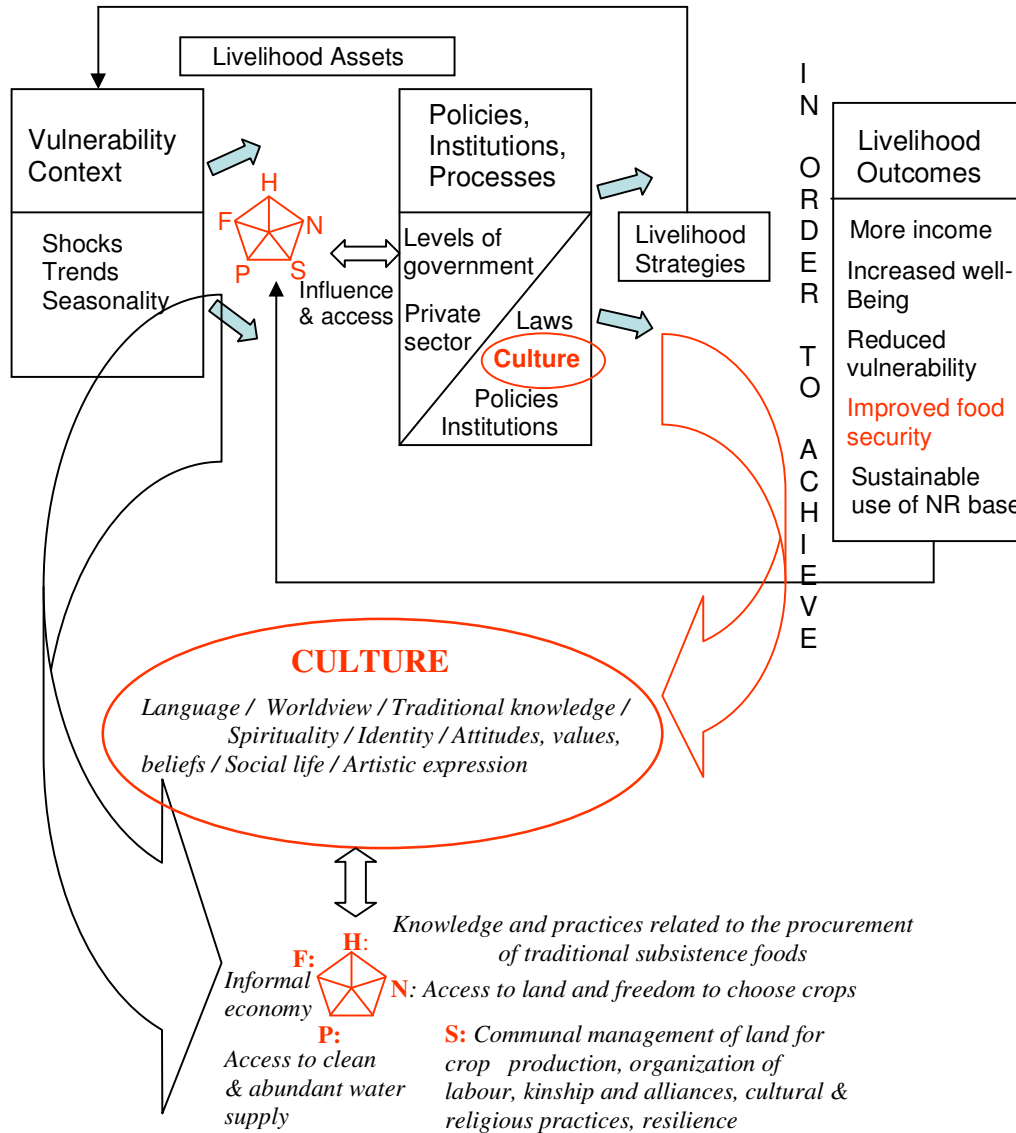 Livelihood Assets
Vulnerability
Context
Shocks
Trends
Seasonality
H
F
N
P
S
Influence
& access
Policies,
Institutions,
Processes
Levels of
government
Private
sector
Laws
Culture
Policies
Institutions
Livelihood
Strategies
IN ORDER TO ACHIEVE
Livelihood
Outcomes
More income
Increased well-
Being
Reduced
vulnerability
Improved food
security
Sustainable
use of NR base
CULTURE
Language / Worldview / Traditional knowledge /
Spirituality / Identity / Attitudes, values,
beliefs / Social life / Artistic expression
H:
Knowledge and practices related to the procurement
of traditional subsistence foods
F:
Informal
economy
N: Access to land and freedom to choose crops
P:
Access to clean
& abundant water
supply
S: Communal management of land for
crop production, organization of
labour, kinship and alliances, cultural &
religious practices, resilience